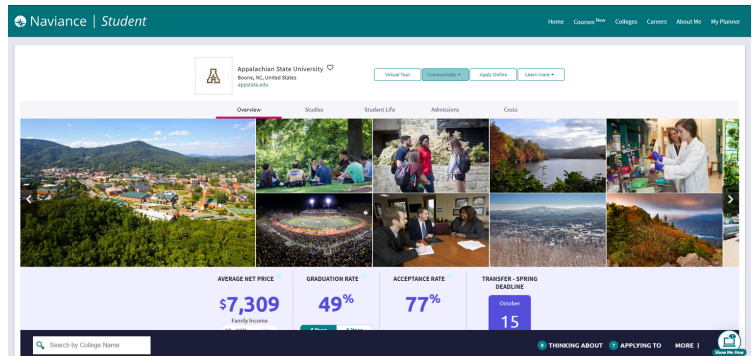 Naviance | Student
Home Courses New Colleges Careers About Me My Planner
Appalachian State University
Boone, NC, United States
appstate.edu
Virtual Tour Communicate Apply Online Learn More
Overview Studies Student Life Admissions Costs
AVERAGE NET PRICE GRADUATION RATE ACCEPTANCE RATE TRANSFER - SPRING DEADLINE
$7,309 49% 77% October
15
Family Income
4 Year
Search by College Name THINKING ABOUT APPLYING TO MORE
Show Me How